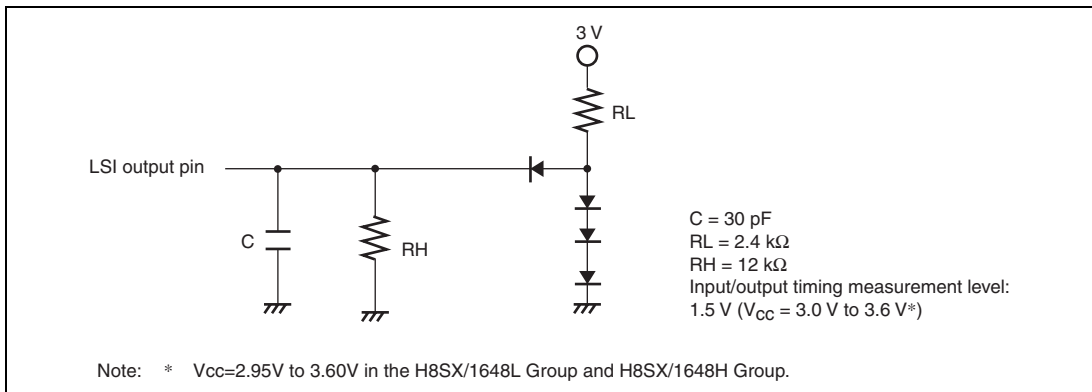 3 V
RL
LSI output pin
C
RH
C = 30 pF
RL = 2.4 kΩ
RH = 12 kΩ
Input/output timing measurement level:
1.5 V (VCC = 3.0 V to 3.6 V*)
Note: * Vcc=2.95V to 3.60V in the H8SX/1648L Group and H8SX/1648H Group.